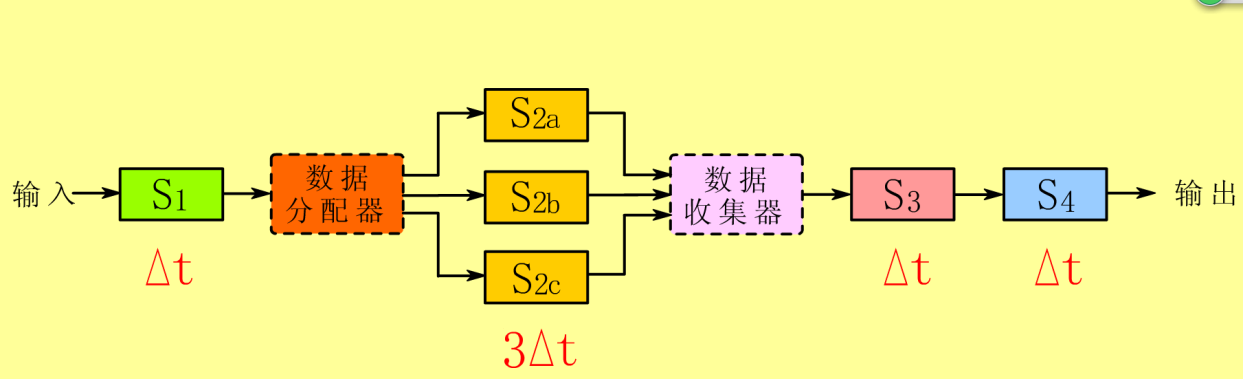 输入
S1
数据
分配器
S2a
S2b
S2c
数据
收集器
S3
S4
输出
Δt
3Δt
Δt
Δt